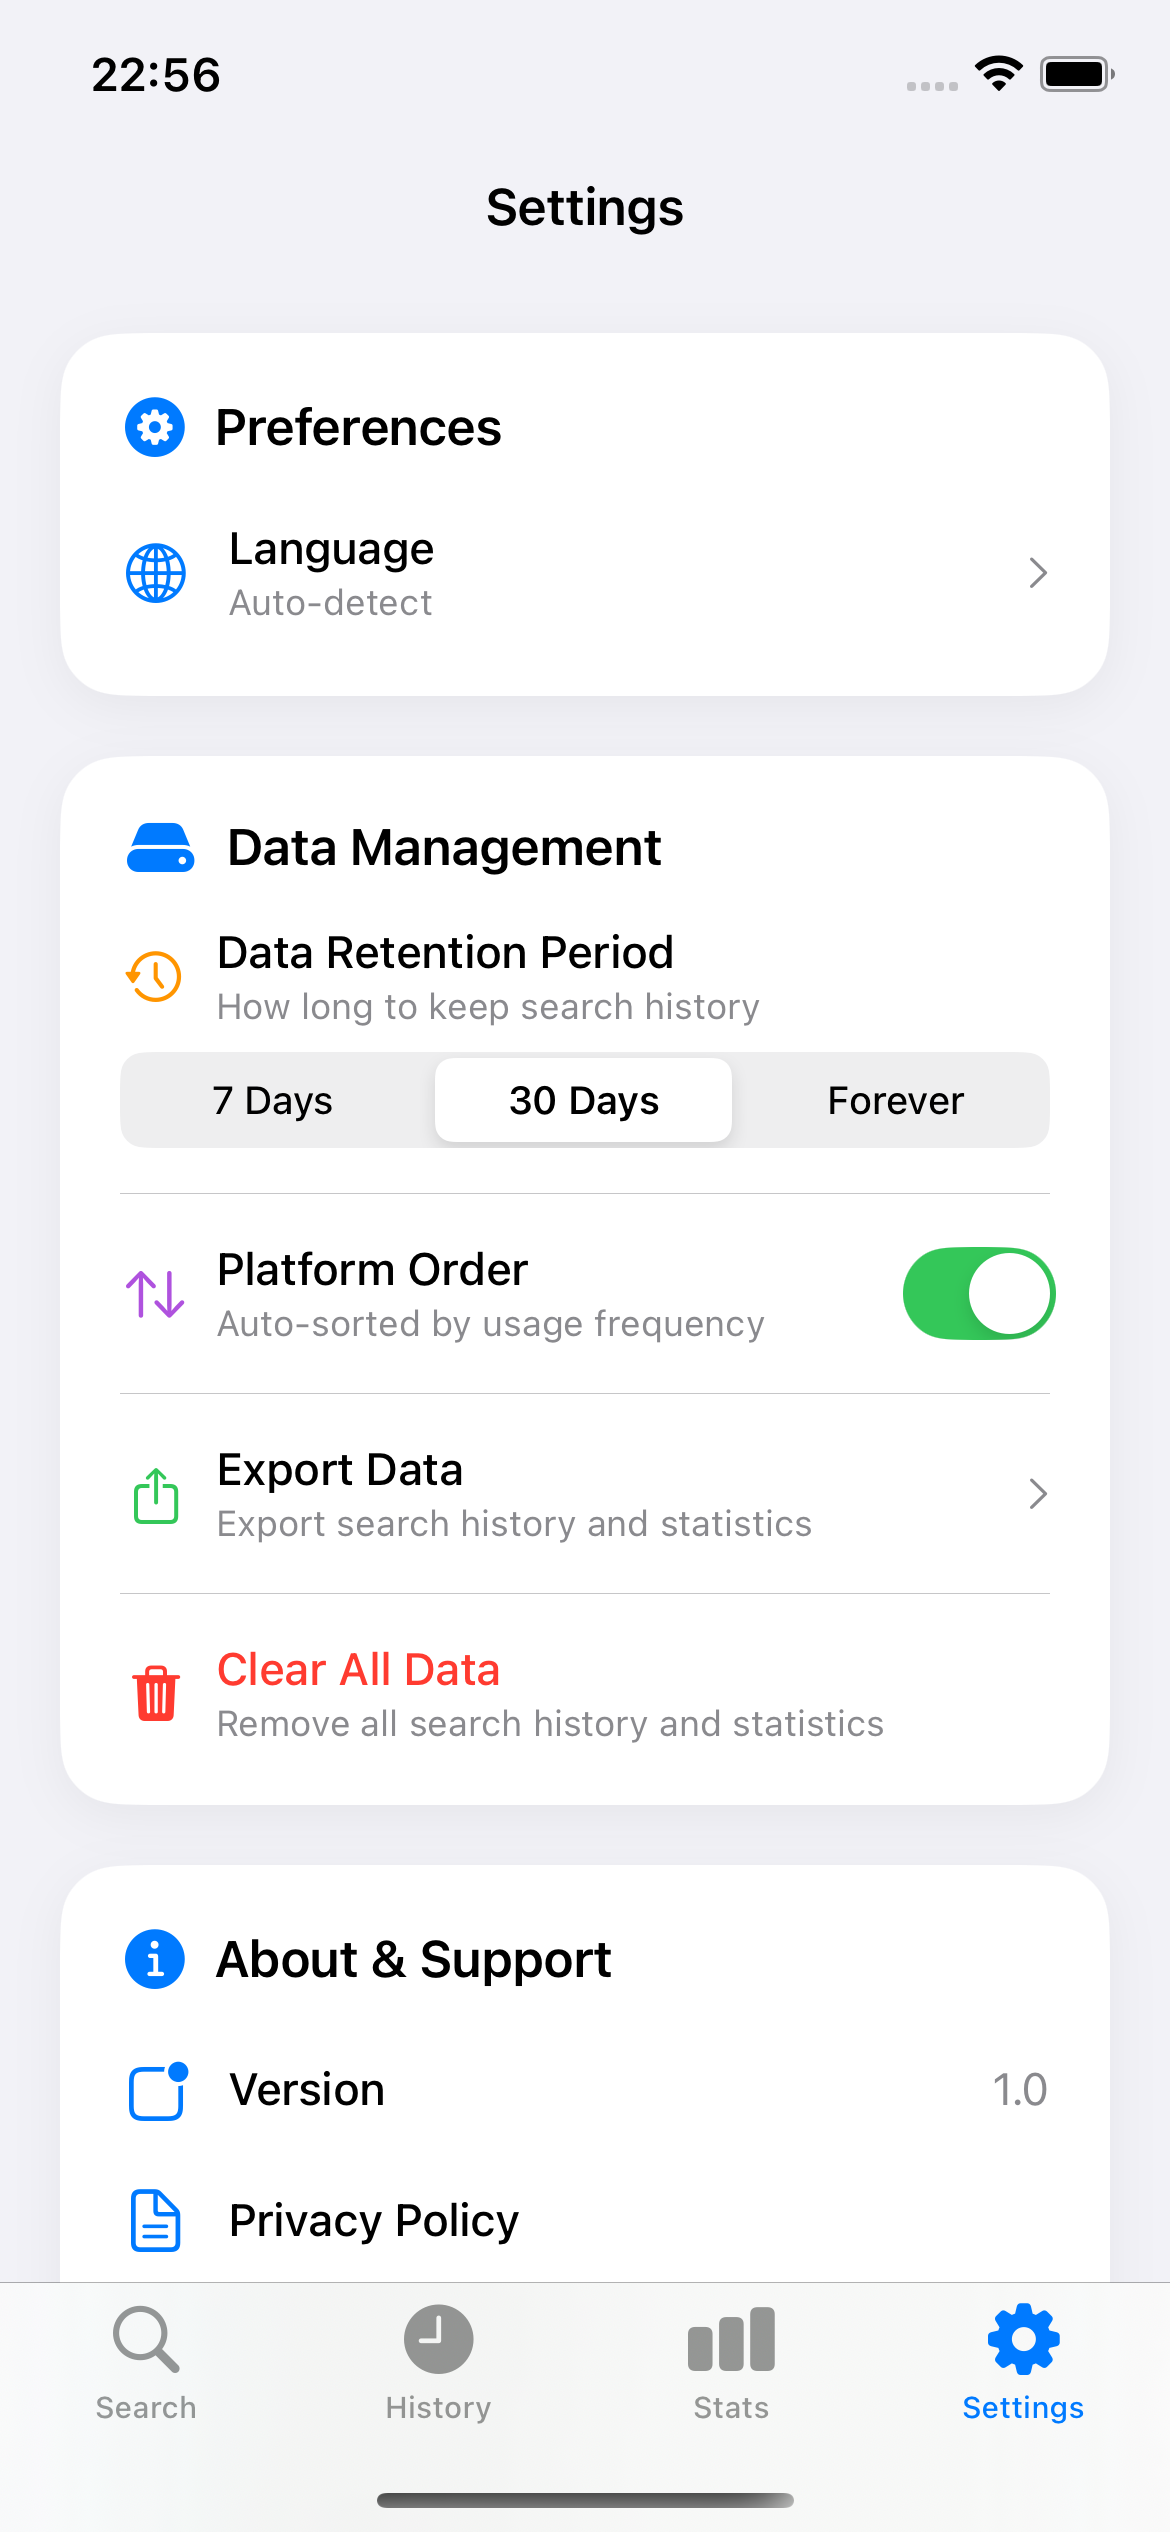 22:56
Settings
Preferences
Language
Auto-detect
Data Management
Data Retention Period
How long to keep search history
7 Days
30 Days
Forever
Platform Order
Auto-sorted by usage frequency
Export Data
Export search history and statistics
Clear All Data
Remove all search history and statistics
About & Support
Version
1.0
Privacy Policy
Search
History
Stats
Settings